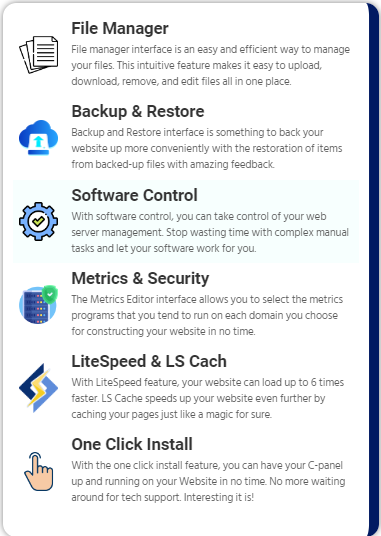 File Manager
File manager interface is an easy and efficient way to manage
your files. This intuitive feature makes it easy to upload,
download, remove, and edit files all in one place.
Backup & Restore
Backup and Restore interface is something to back your
website up more conveniently with the restoration of items
from backed-up files with amazing feedback.
Software Control
With software control, you can take control of your web
server management. Stop wasting time with complex manual
tasks and let your software work for you.
Metrics & Security
The Metrics Editor interface allows you to select the metrics
programs that you tend to run on each domain you choose
for constructing your website in no time.
LiteSpeed & LS Cach
With LiteSpeed feature, your website can load up to 6 times
faster. LS Cache speeds up your website even further by
caching your pages just like a magic for sure.
One Click Install
With the one click install feature, you can have your C-panel
up and running on your Website in no time. No more waiting
around for tech support. Interesting it is!